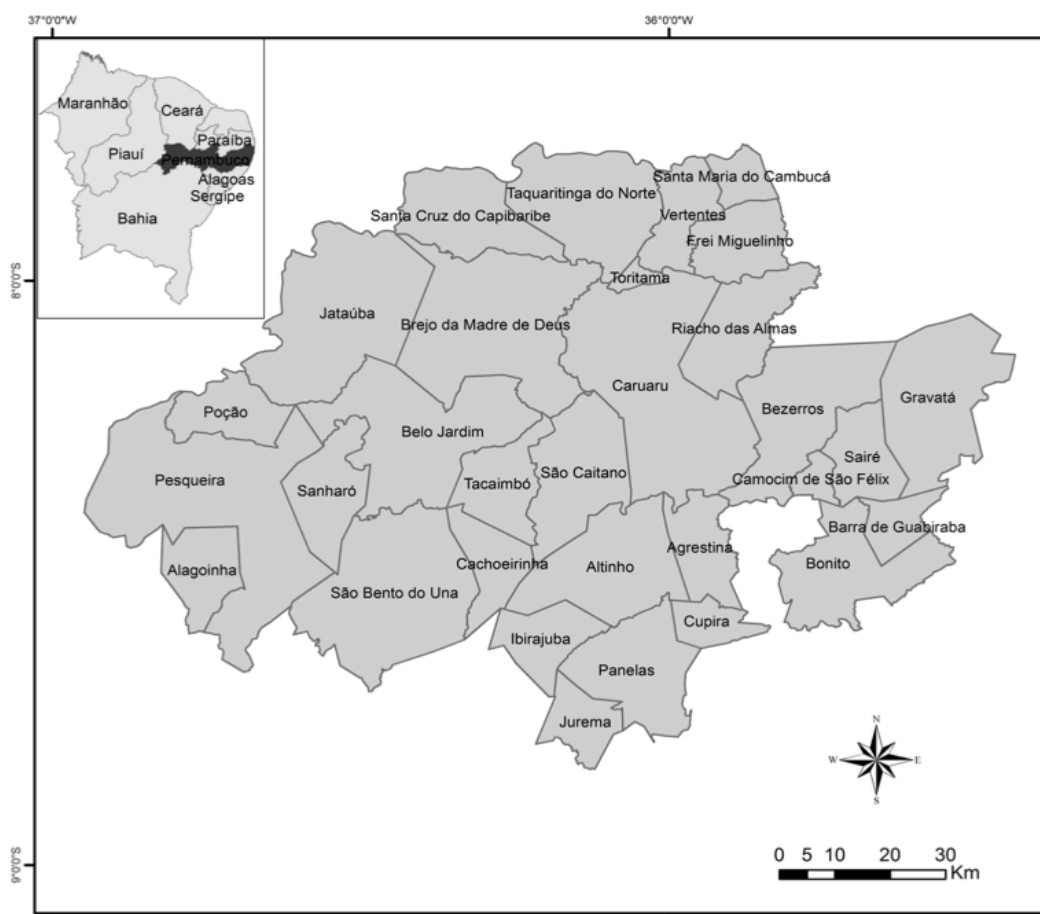 37°0'0"W
36°0'0"W
8°0'0"S
9°0'0"S
Maranhão
Ceará
Piauí
Paraíba
Pernambuco
Alagoas
Sergipe
Bahia
Santa Maria do Cambucá
Taquaritinga do Norte
Santa Cruz do Capibaribe
Vertentes
Frei Miguelinho
Toritama
Jataúba
Brejo da Madre de Deus
Riacho das Almas
Caruaru
Gravatá
Bezerros
Poção
Belo Jardim
Sairé
São Caitano
Pesqueira
Sanharó
Tacaimbó
Camocim de São Félix
Barra de Guabiraba
Agrestina
Cachoeirinha
Altinho
Bonito
Alagoinha
São Bento do Una
Cupira
Ibirajuba
Panelas
Jurema
N
W
E
S
0 5 10 20 30
Km